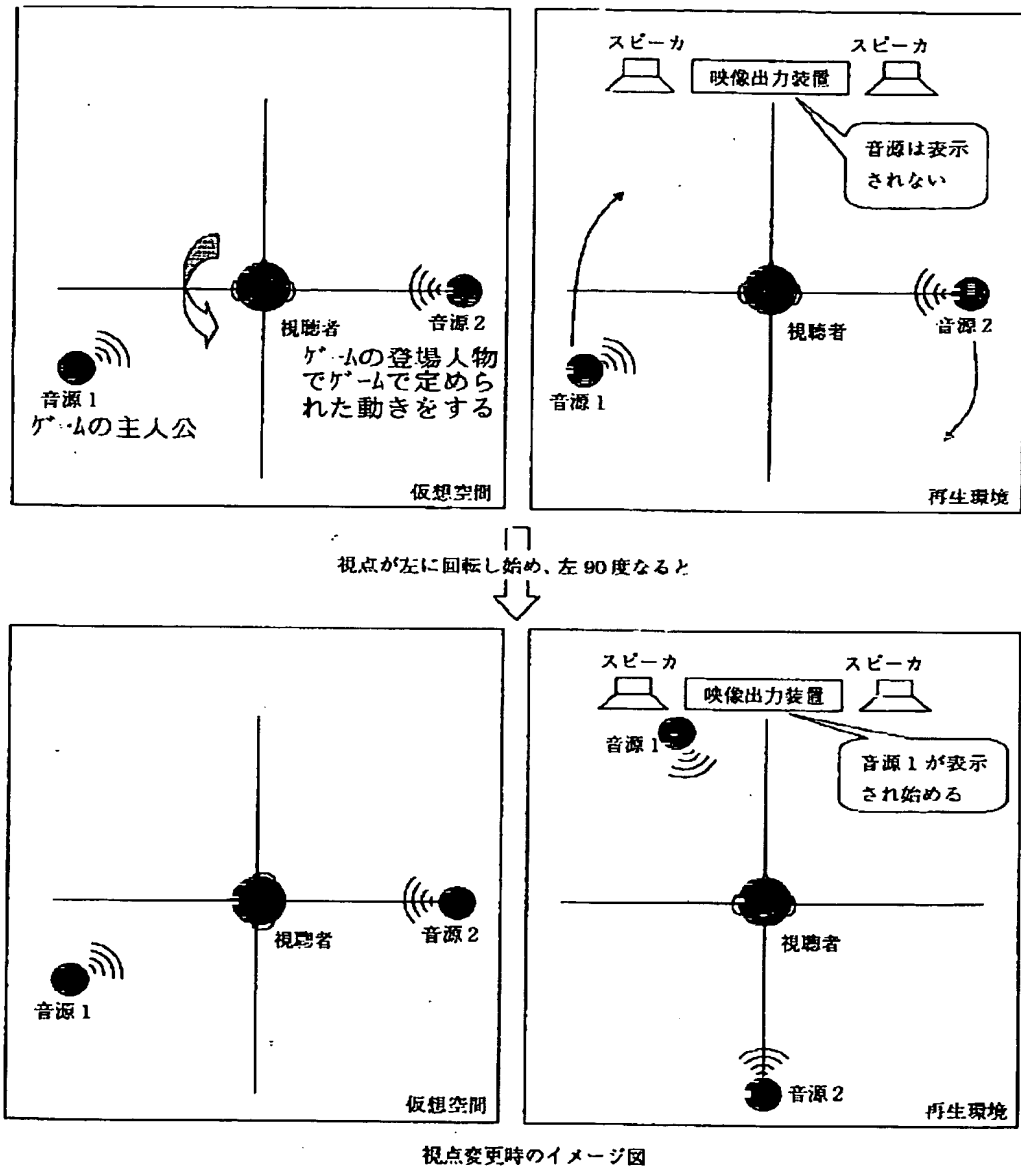 スピーカ
スピーカ
映像出力装置
音源は表示
されない
視聴者
音源2
ゲームの登場人物
でゲームで定めら
れた動きをする
音源1
ゲームの主人公
仮想空間
視聴者
音源2
音源1
再生環境
視点が左に回転し始め、左90度なると
視聴者
音源2
音源1
仮想空間
スピーカ
スピーカ
映像出力装置
音源1
音源1が表示
され始める
視聴者
音源2
再生環境
視点変更時のイメージ図